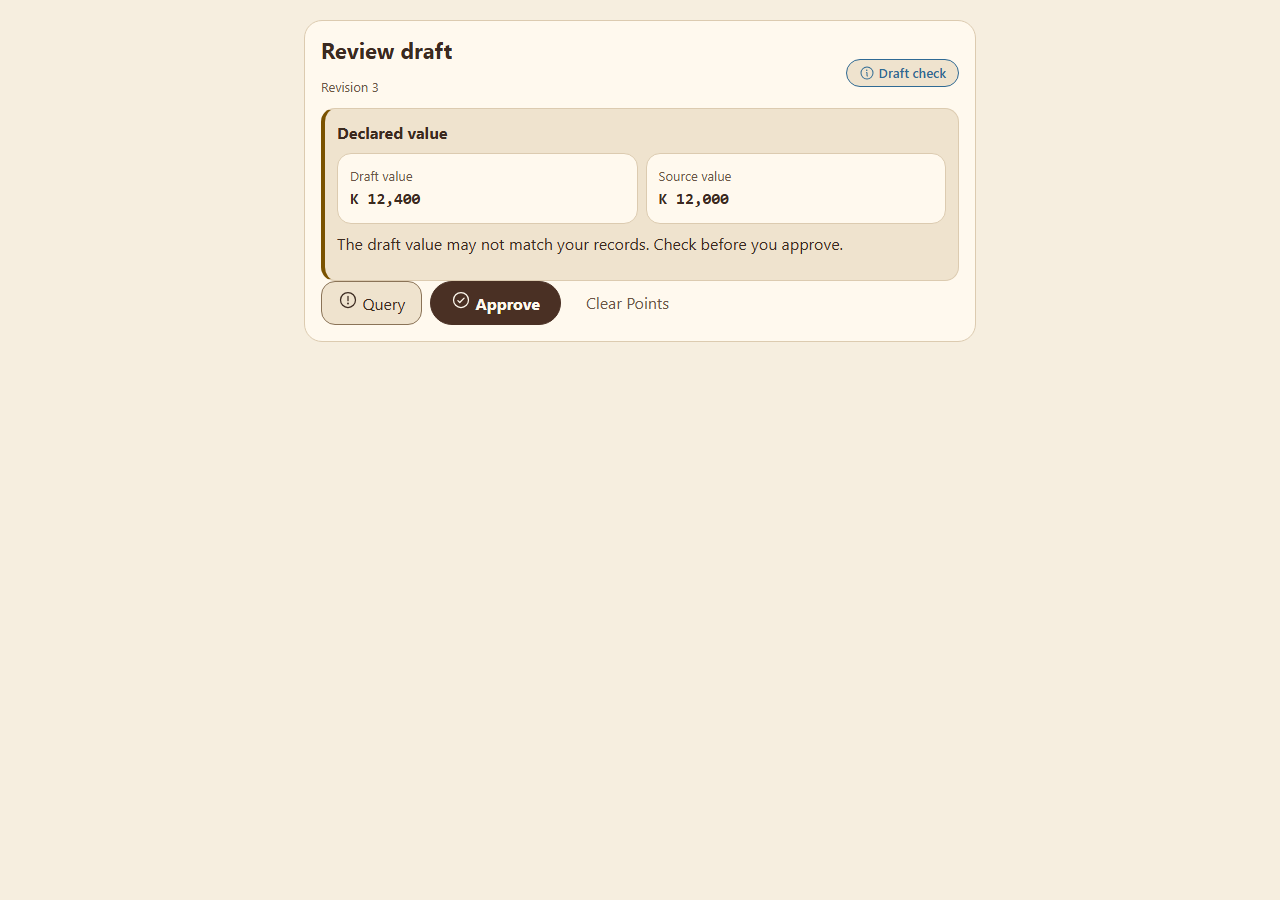 Review draft
Revision 3
Draft check
Declared value
Draft value
K 12,400
Source value
K 12,000
The draft value may not match your records. Check before you approve.
Query
Approve
Clear Points